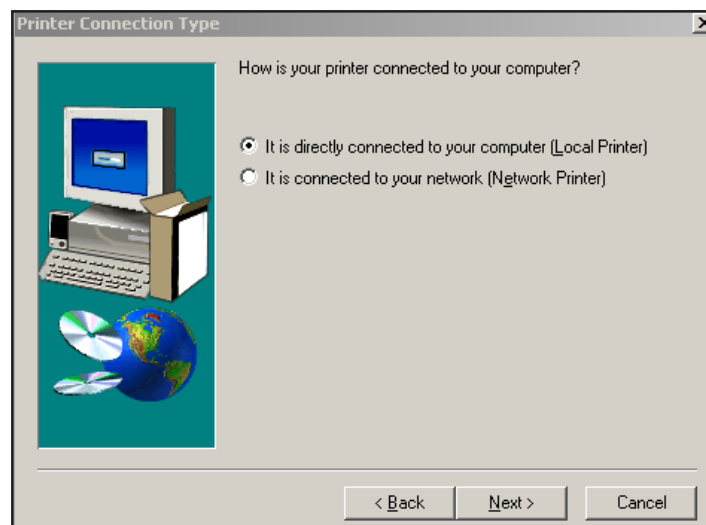 Printer Connection Type
How is your printer connected to your computer?
It is directly connected to your computer (Local Printer)
It is connected to your network (Network Printer)
< Back
Next >
Cancel